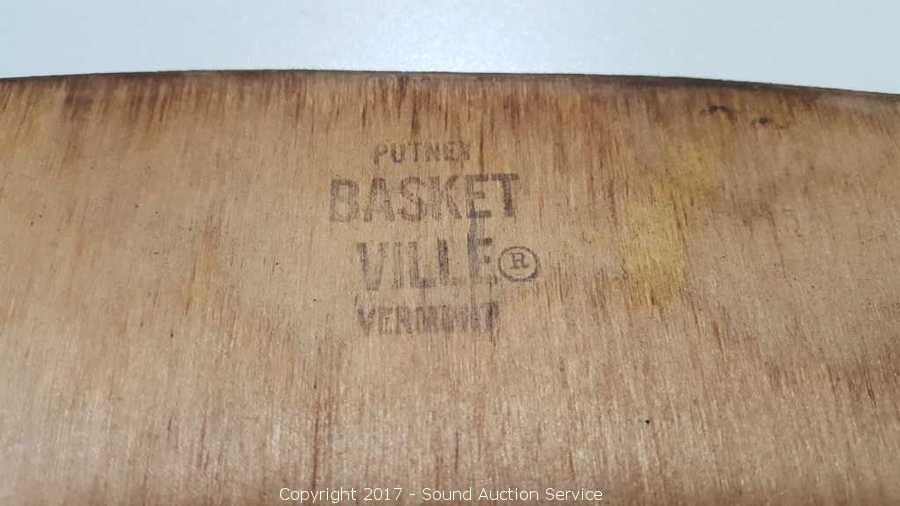 PUTNEY
BASKET
VILLE®
VERMONT
Copyright 2017 - Sound Auction Service